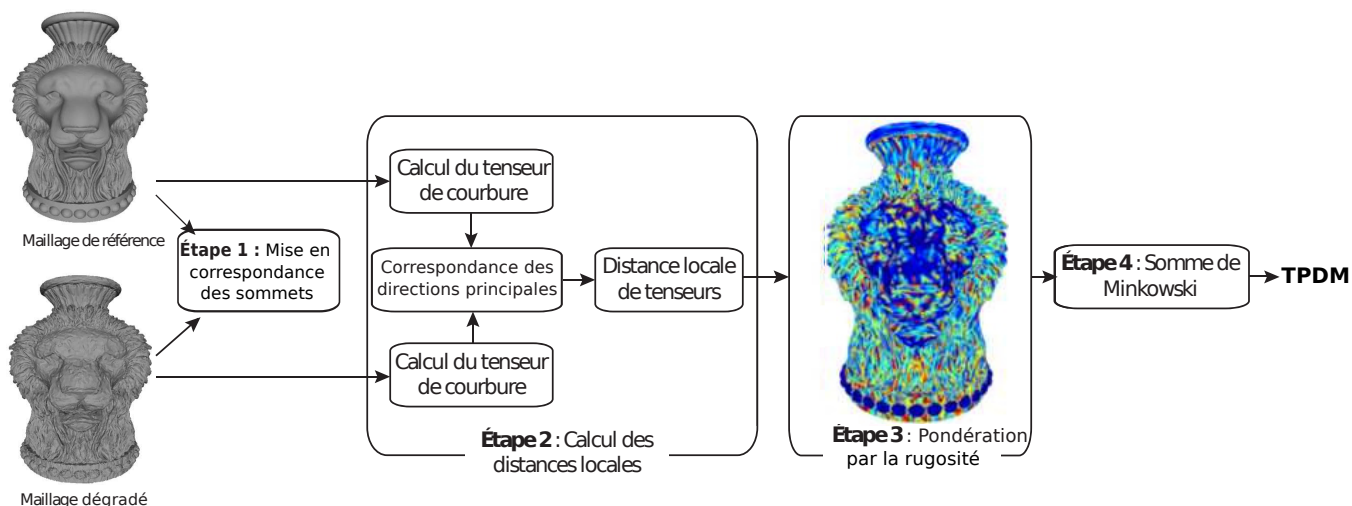 Maillage de référence
Étape 1 : Mise en
correspondance
des sommets
Maillage dégradé
Calcul du tenseur
de courbure
Correspondance des
directions principales
Calcul du tenseur
de courbure
Distance locale
de tenseurs
Étape 2 : Calcul des
distances locales
Étape 3 : Pondération
par la rugosité
Étape 4 : Somme de
Minkowski
TPDM